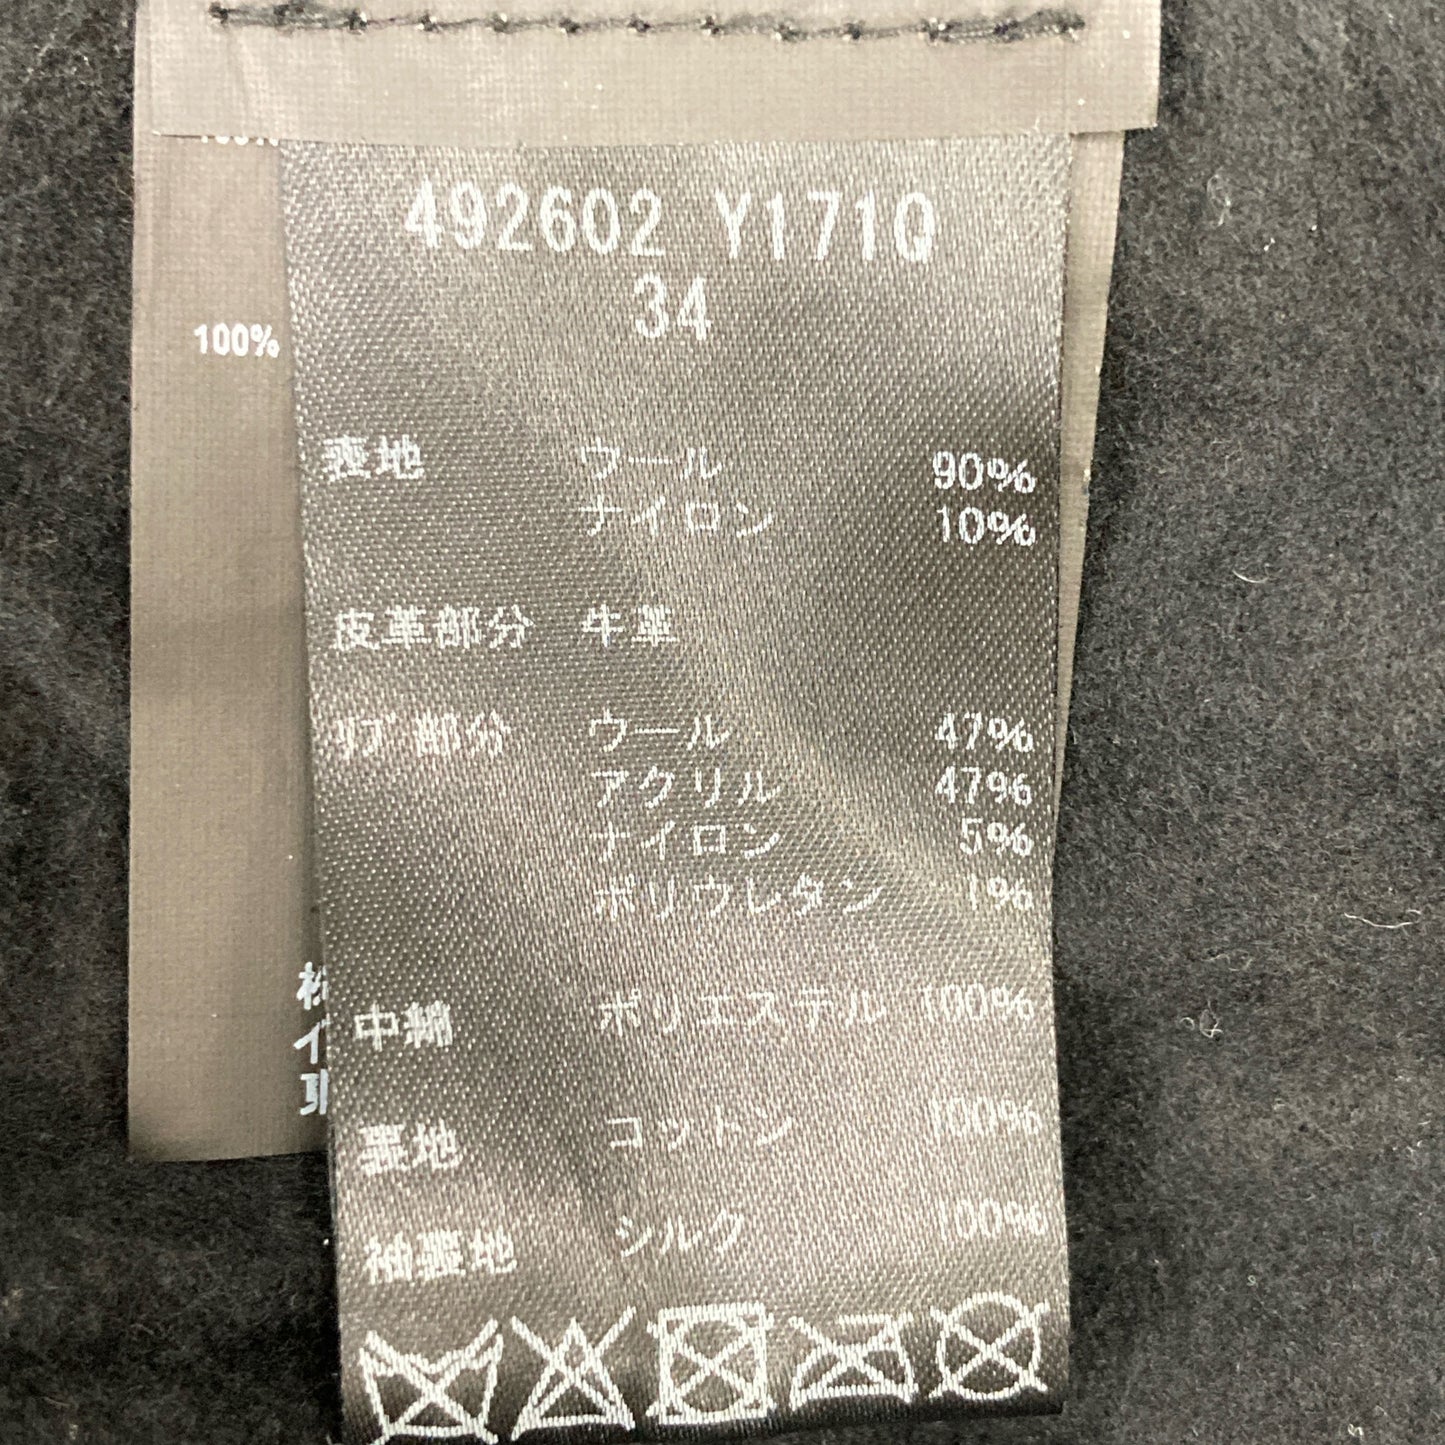 492602 Y171Q
34
100%
表地 ウール 90%
ナイロン 10%
皮革部分 牛革
リブ部分 ウール 47%
アクリル 47%
ナイロン 5%
ポリウレタン 1%
中綿 ポリエステル 100%
裏地 コットン 100%
袖裏地 シルク 100%